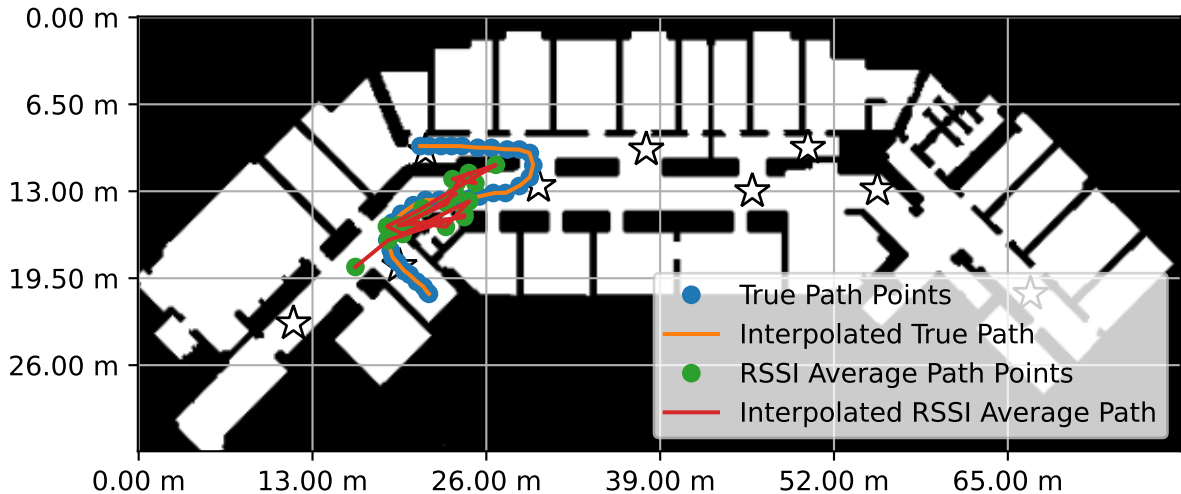 0.00 m
6.50 m
13.00 m
19.50 m
26.00 m
True Path Points
Interpolated True Path
RSSI Average Path Points
Interpolated RSSI Average Path
0.00 m 13.00 m 26.00 m 39.00 m 52.00 m 65.00 m